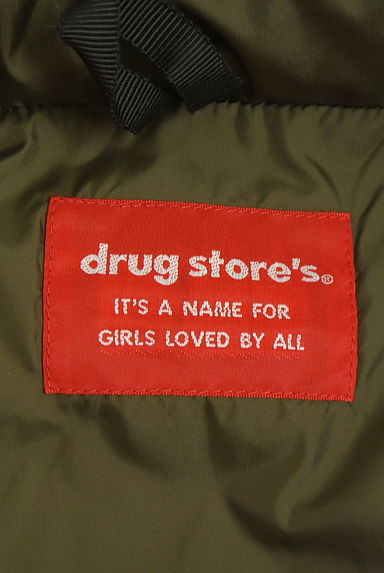 drug store's®
IT'S A NAME FOR
GIRLS LOVED BY ALL